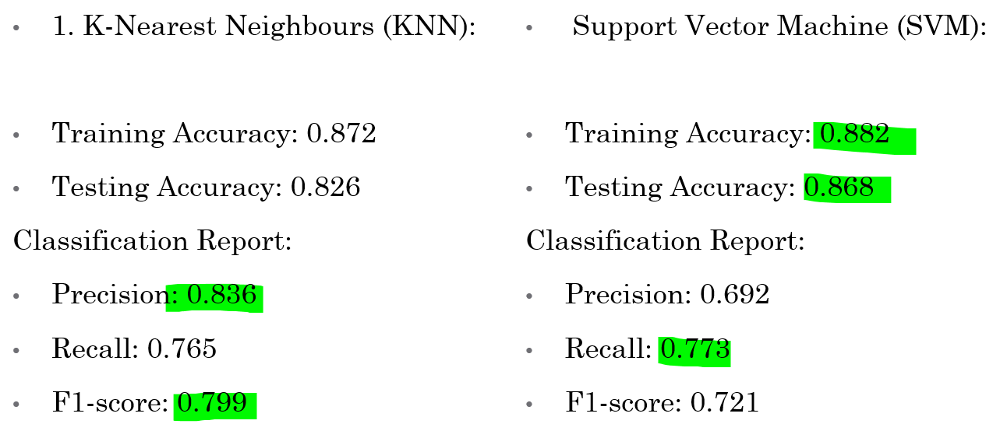 • 1. K-Nearest Neighbours (KNN):
• Training Accuracy: 0.872
• Testing Accuracy: 0.826
Classification Report:
• Precision: 0.836
• Recall: 0.765
• F1-score: 0.799
• Support Vector Machine (SVM):
• Training Accuracy: 0.882
• Testing Accuracy: 0.868
Classification Report:
• Precision: 0.692
• Recall: 0.773
• F1-score: 0.721